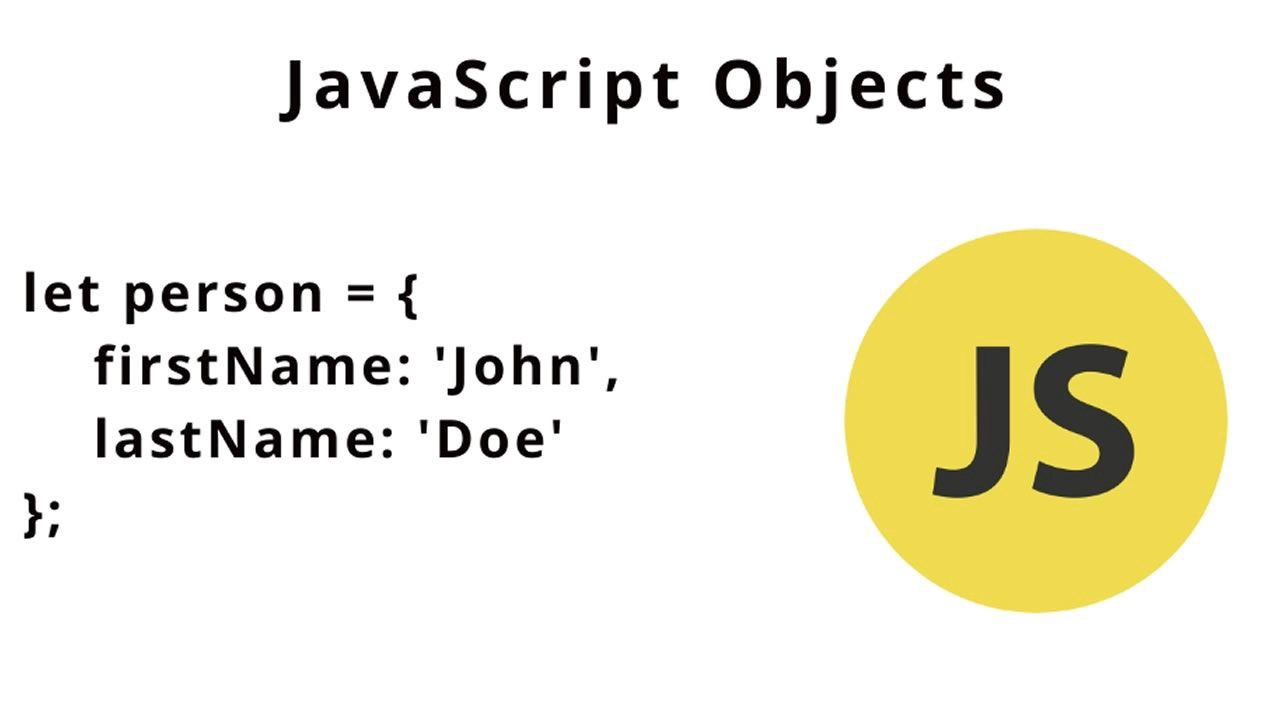 JavaScript Objects
let person = {
firstName: 'John',
lastName: 'Doe'
};
JS